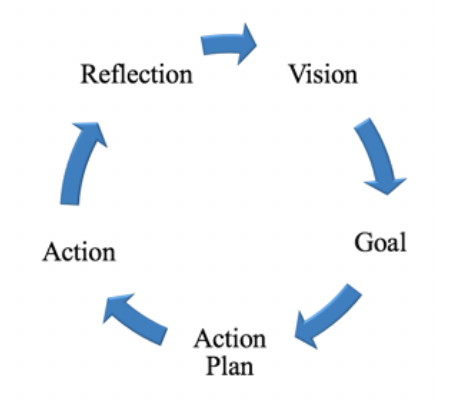 Reflection
Vision
Goal
Action
Plan
Action